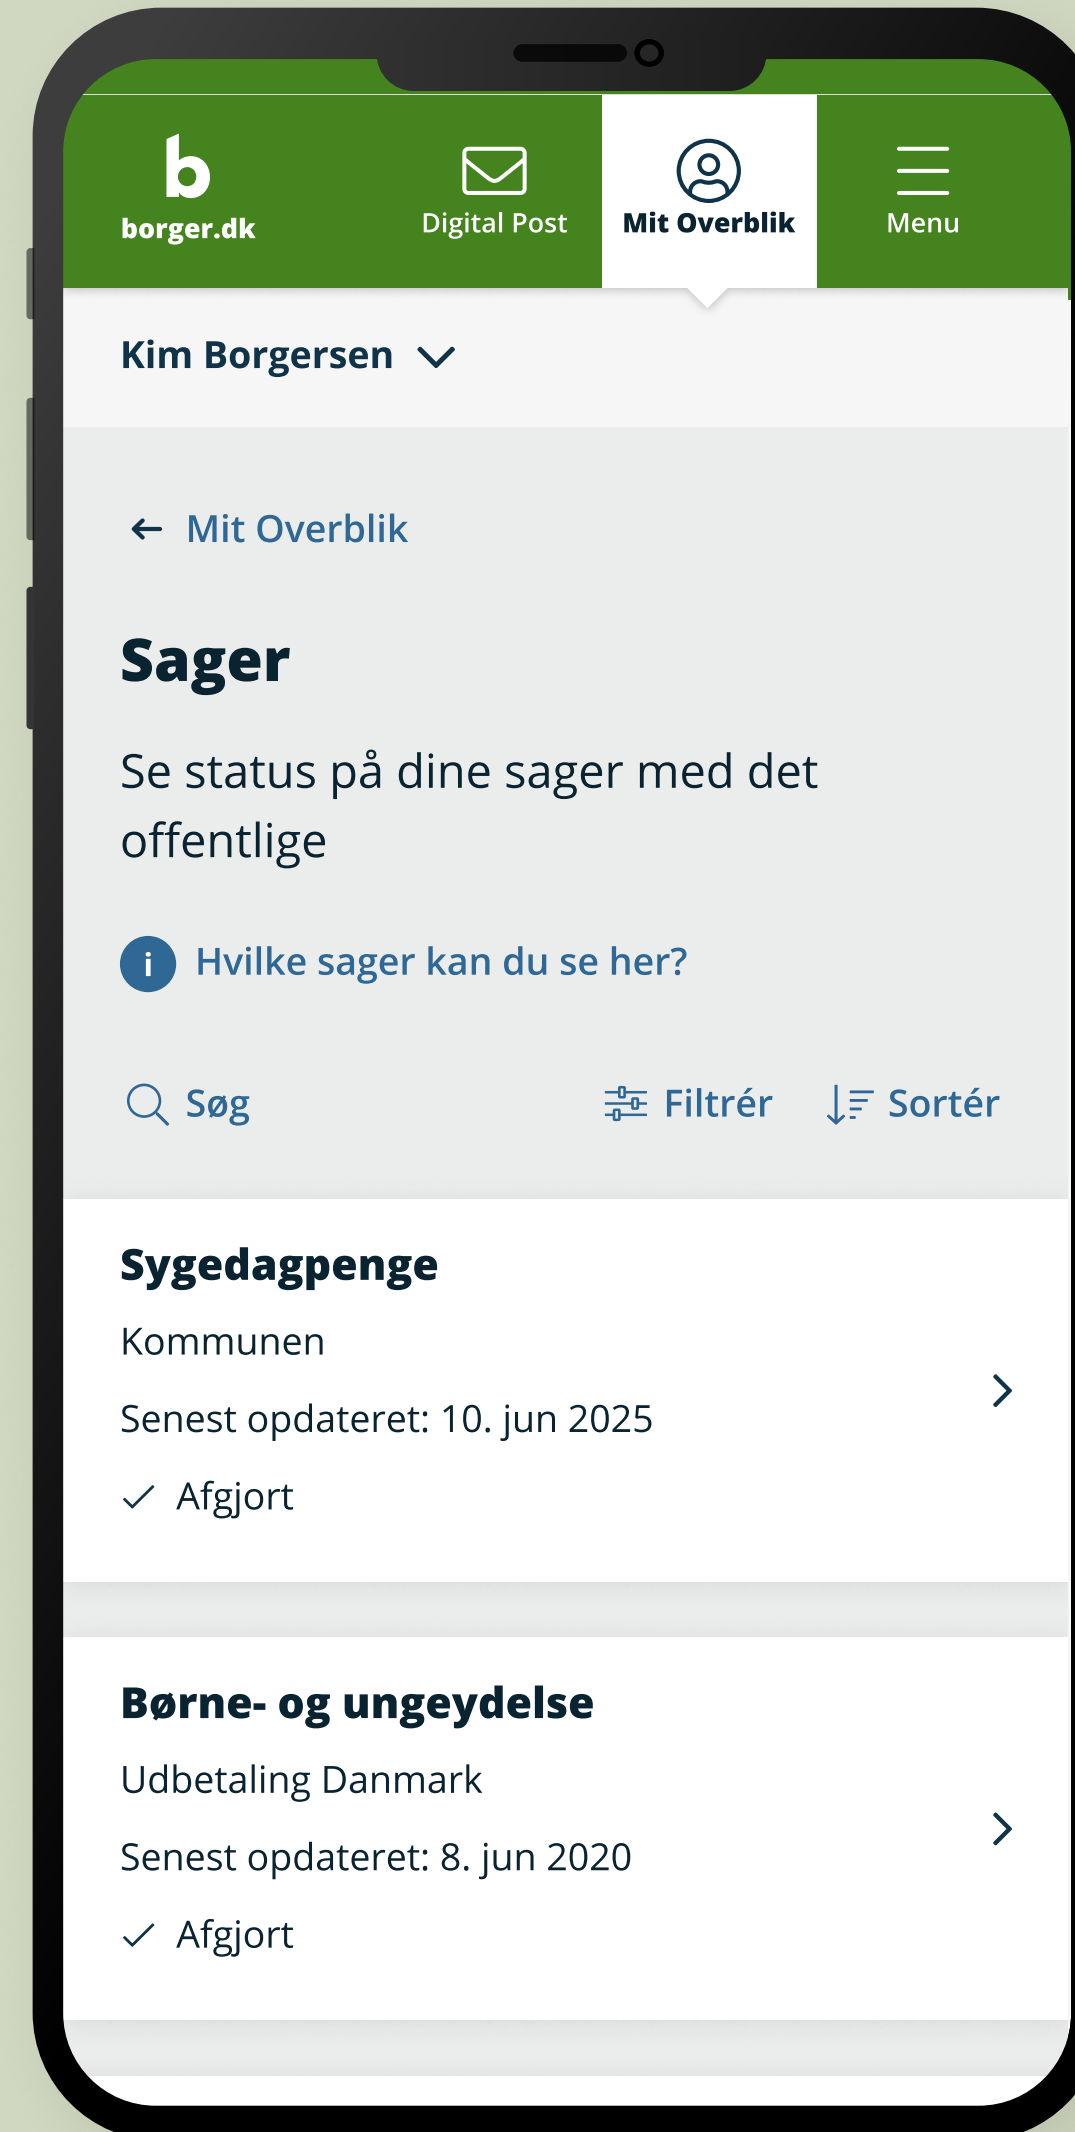 borger.dk
Digital Post
Mit Overblik
Menu
Kim Borgersen
Mit Overblik
Sager
Se status på dine sager med det
offentlige
Hvilke sager kan du se her?
Søg
Filtrér
Sortér
Sygedagpenge
Kommunen
Senest opdateret: 10. jun 2025
Afgjort
Børne- og ungeydelse
Udbetaling Danmark
Senest opdateret: 8. jun 2020
Afgjort